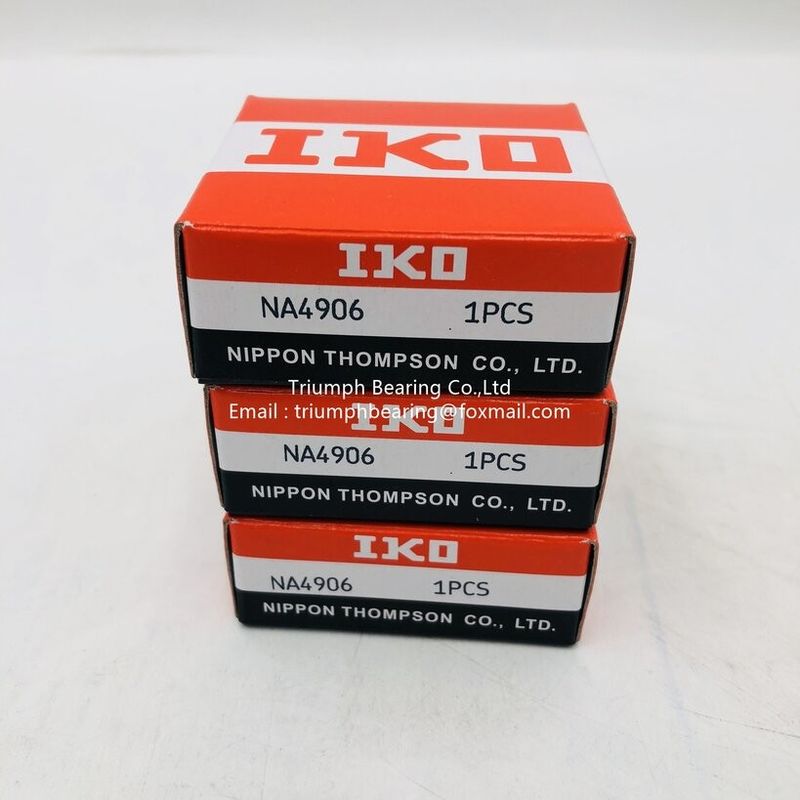 IKO
IKO
NA4906 1PCS
NIPPON THOMPSON CO., LTD.
Triumph Bearing Co.,Ltd
Email : triumphbearing@foxmail.com
IKO
NA4906 1PCS
NIPPON THOMPSON CO., LTD.
IKO
NA4906 1PCS
NIPPON THOMPSON CO., LTD.